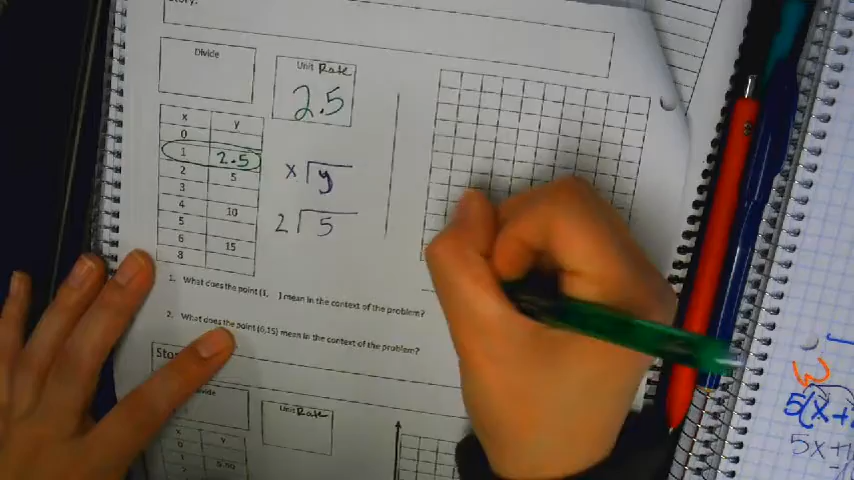 Story:
Divide
Unit Rate
2.5
x y
0
1 2.5
2 5
3
4 10
5
6 15
8
x y
2 5
1. What does the point (1, ) mean in the context of the problem?
2. What does the point (6,15) mean in the context of the problem?
Divide
Unit Rate
x y
0
1 5.50
5(x+
5x+